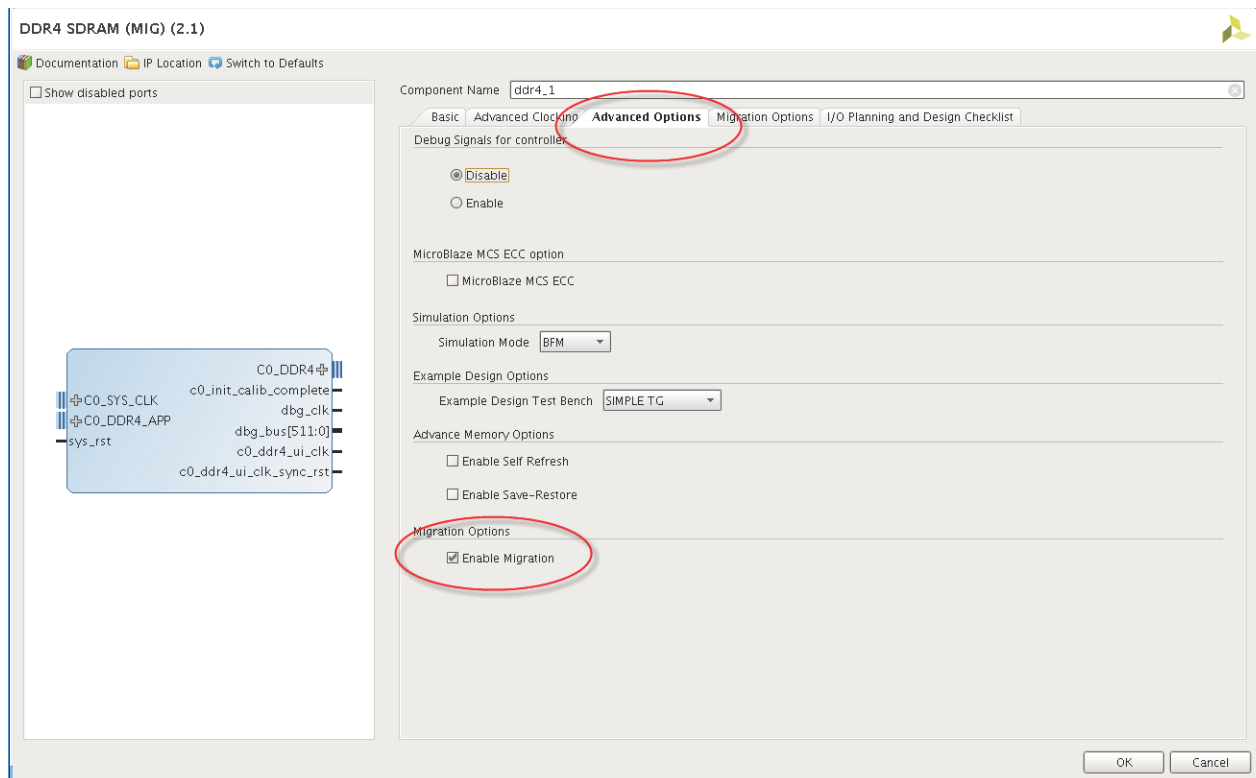 DDR4 SDRAM (MIG) (2.1)
Documentation IP Location Switch to Defaults
Show disabled ports
C0_SYS_CLK
C0_DDR4_APP
sys_rst
C0_DDR4
c0_init_calib_complete
dbg_clk
dbg_bus[511:0]
c0_ddr4_ui_clk
c0_ddr4_ui_clk_sync_rst
Component Name ddr4_1
Basic Advanced Clocking Advanced Options Migration Options I/O Planning and Design Checklist
Debug Signals for controller
Disable
Enable
MicroBlaze MCS ECC option
MicroBlaze MCS ECC
Simulation Options
Simulation Mode BFM
Example Design Options
Example Design Test Bench SIMPLE TG
Advance Memory Options
Enable Self Refresh
Enable Save-Restore
Migration Options
Enable Migration
OK Cancel